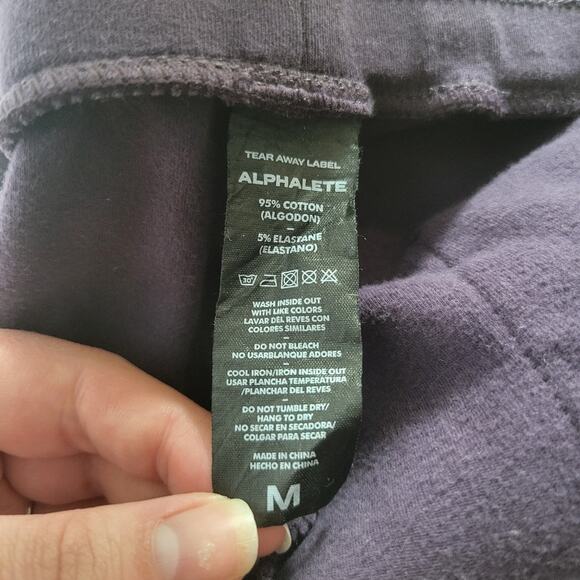 TEAR AWAY LABEL
ALPHALETE
95% COTTON
(ALGODON)
–
5% ELASTANE
(ELASTANO)
30°
WASH INSIDE OUT
WITH LIKE COLORS
LAVAR DEL REVES CON
COLORES SIMILARES
–
DO NOT BLEACH
NO USARBLANQUE ADORES
–
COOL IRON/IRON INSIDE OUT
USAR PLANCHA TEMPERATURA
/PLANCHAR DEL REVES
–
DO NOT TUMBLE DRY/
HANG TO DRY
NO SECAR EN SECADORA/
COLGAR PARA SECAR
–
MADE IN CHINA
HECHO EN CHINA
M